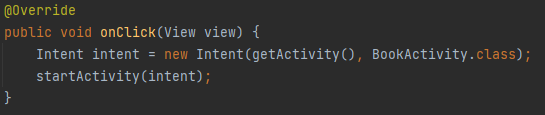 @Override
public void onClick(View view) {
    Intent intent = new Intent(getActivity(), BookActivity.class);
    startActivity(intent);
}